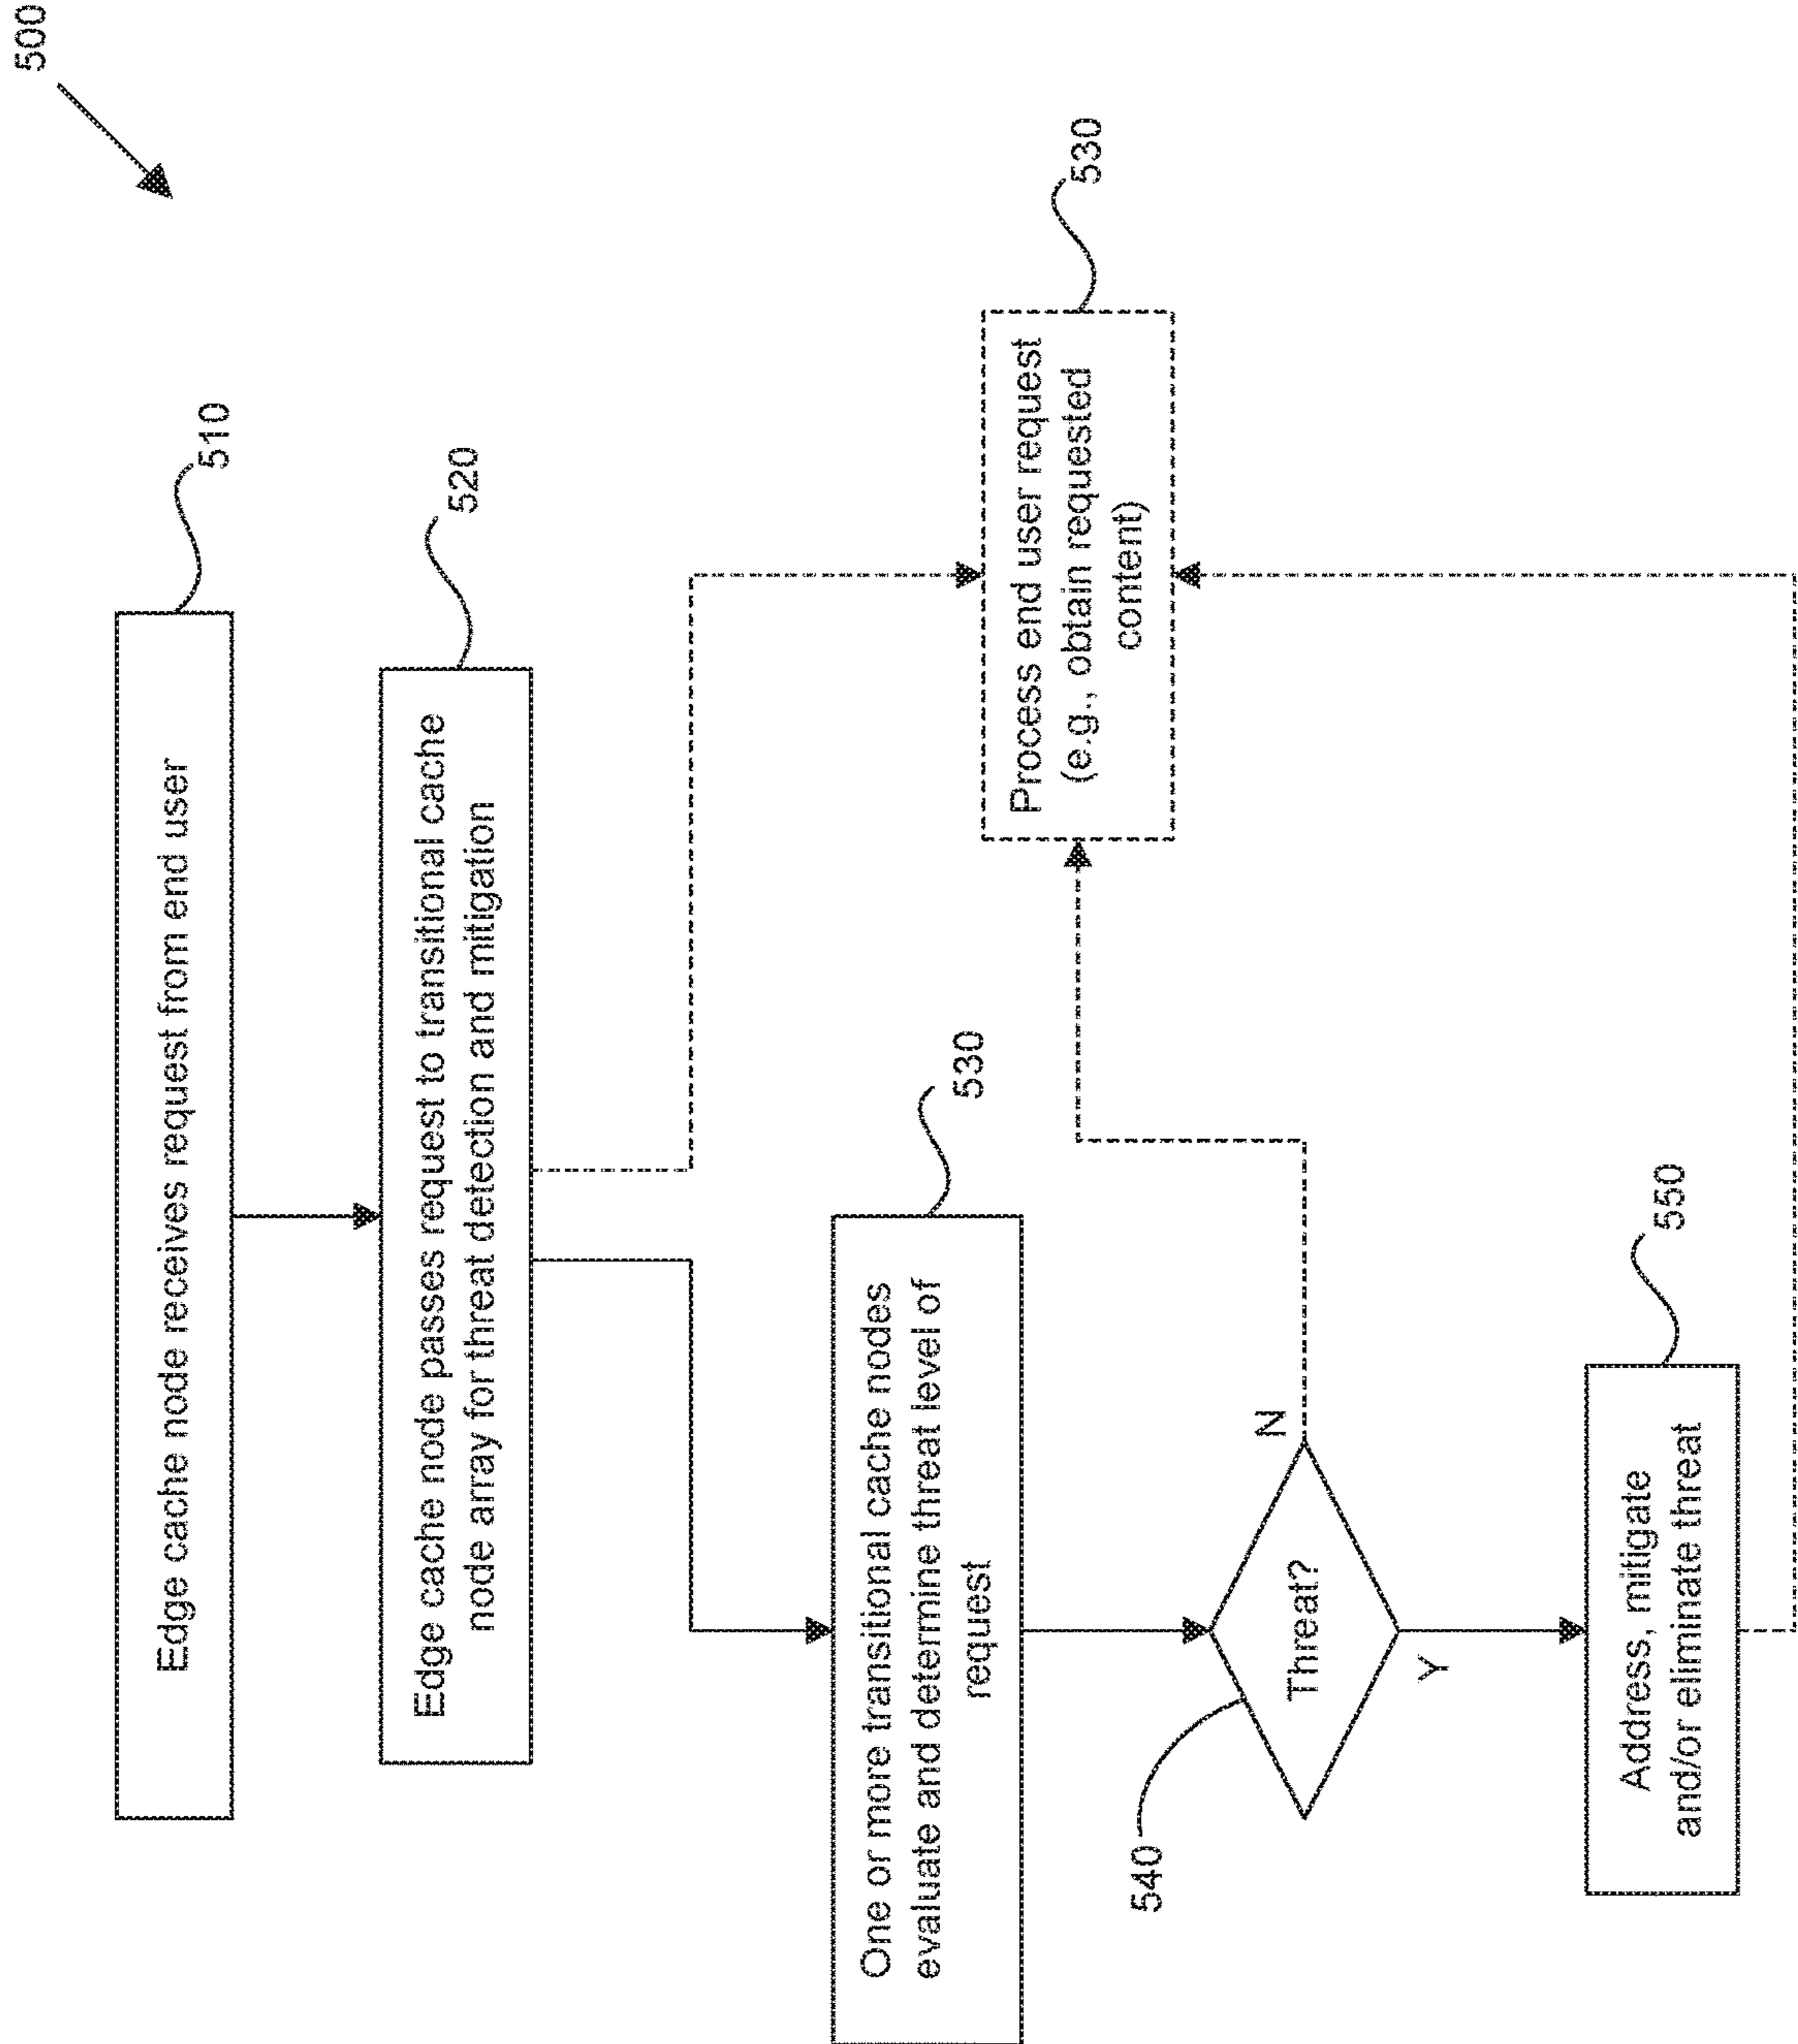 500
Edge cache node receives request from end user
510
Edge cache node passes request to transitional cache
node array for threat detection and mitigation
520
One or more transitional cache nodes
evaluate and determine threat level of
request
530
Process end user request
(e.g., obtain requested
content)
530
Threat?
540
N
Y
Address, mitigate
and/or eliminate threat
550